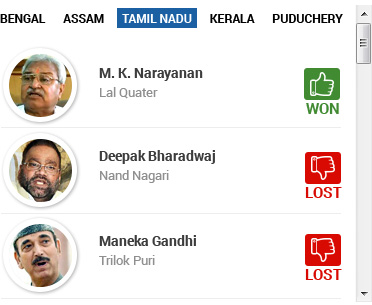 BENGAL ASSAM TAMIL NADU KERALA PUDUCHERY
M. K. Narayanan
Lal Quater
WON
Deepak Bharadwaj
Nand Nagari
LOST
Maneka Gandhi
Trilok Puri
LOST